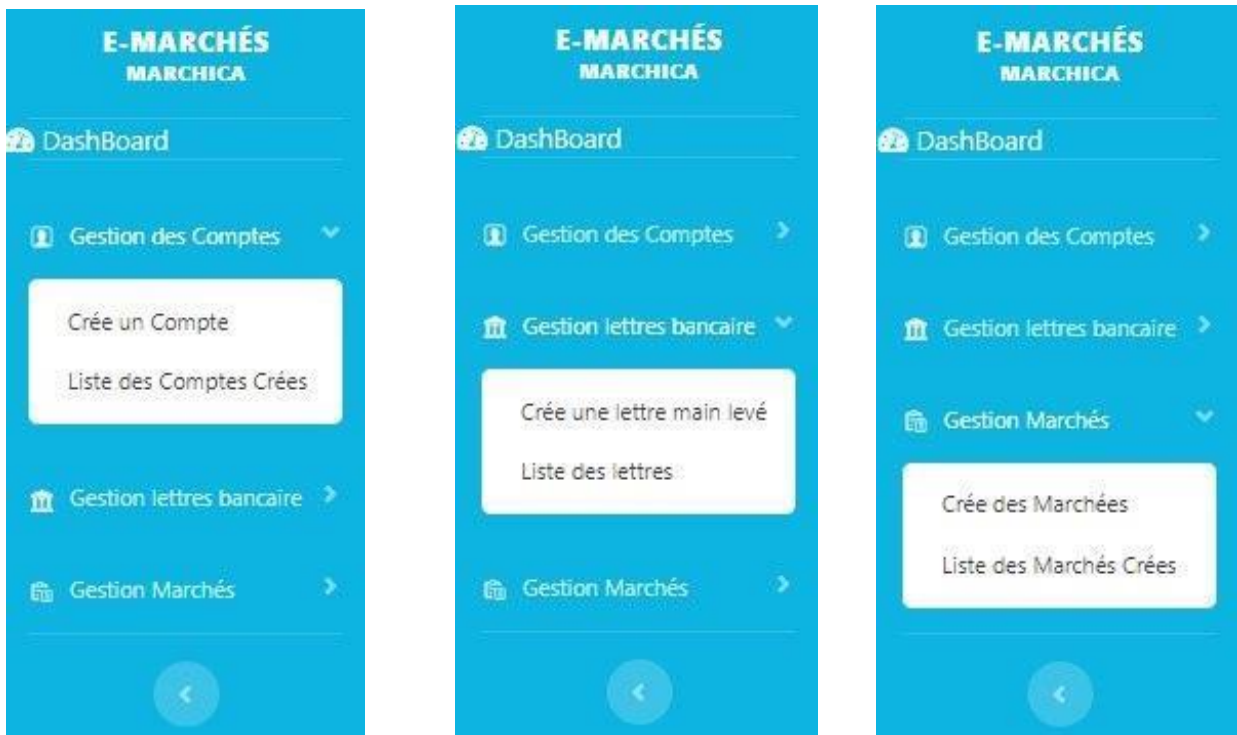 E-MARCHÉS
MARCHICA
DashBoard
Gestion des Comptes
Crée un Compte
Liste des Comptes Crées
Gestion lettres bancaire
Gestion Marchés
E-MARCHÉS
MARCHICA
DashBoard
Gestion des Comptes
Gestion lettres bancaire
Crée une lettre main levé
Liste des lettres
Gestion Marchés
E-MARCHÉS
MARCHICA
DashBoard
Gestion des Comptes
Gestion lettres bancaire
Gestion Marchés
Crée des Marchées
Liste des Marchés Crées